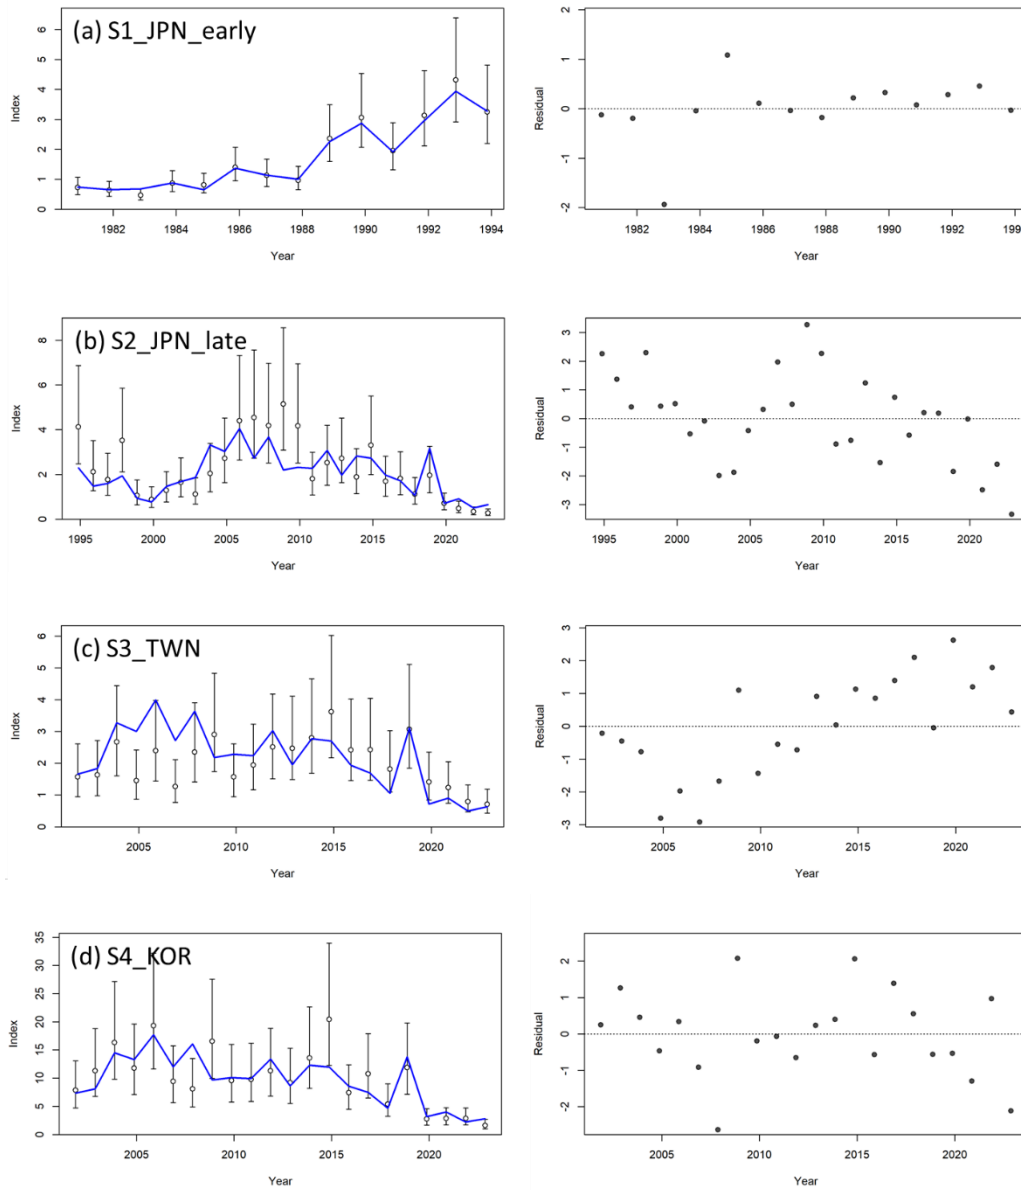 (a) S1_JPN_early
Index
0 1 2 3 4 5 6
1982 1984 1986 1988 1990 1992 1994
Year
Residual
-2 -1 0 1 2
1982 1984 1986 1988 1990 1992 199
Year
(b) S2_JPN_late
Index
0 2 4 6 8
1995 2000 2005 2010 2015 2020
Year
Residual
-3 -2 -1 0 1 2 3
1995 2000 2005 2010 2015 2020
Year
(c) S3_TWN
Index
0 1 2 3 4 5 6
2005 2010 2015 2020
Year
Residual
-3 -2 -1 0 1 2 3
2005 2010 2015 2020
Year
(d) S4_KOR
Index
0 5 10 15 20 25 30 35
2005 2010 2015 2020
Year
Residual
-2 -1 0 1 2
2005 2010 2015 2020
Year